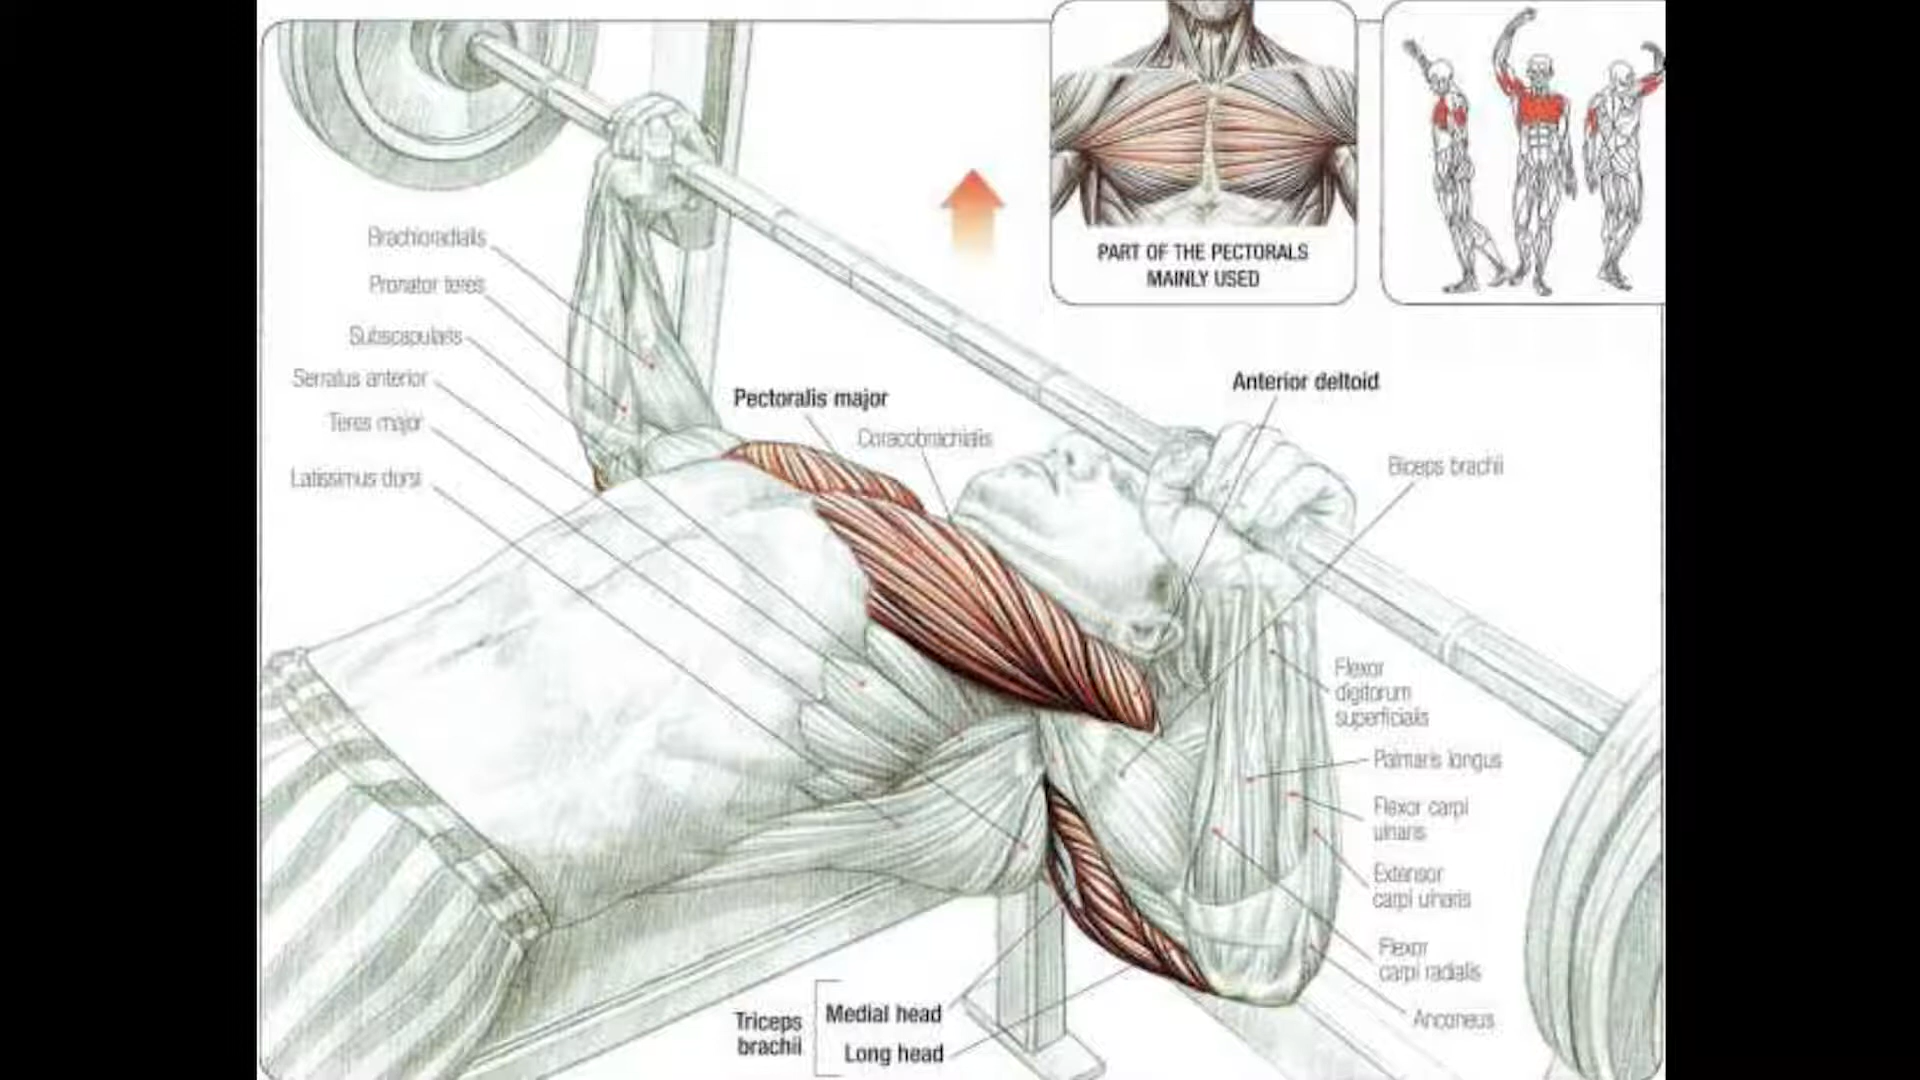 PART OF THE PECTORALS
MAINLY USED
Brachioradialis
Pronator teres
Subscapularis
Serratus anterior
Teres major
Latissimus dorsi
Pectoralis major
Coracobrachialis
Anterior deltoid
Biceps brachii
Flexor
digitorum
superficialis
Palmaris longus
Flexor carpi
ulnaris
Extensor
carpi ulnaris
Flexor
carpi radialis
Anconeus
Triceps
brachii
Medial head
Long head